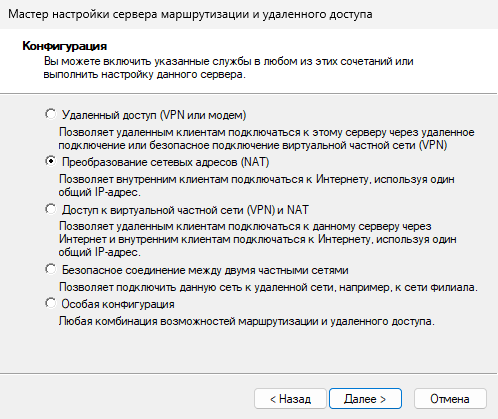 Мастер настройки сервера маршрутизации и удаленного доступа
Конфигурация
Вы можете включить указанные службы в любом из этих сочетаний или
выполнить настройку данного сервера.
Удаленный доступ (VPN или модем)
Позволяет удаленным клиентам подключаться к этому серверу через удаленное
подключение или безопасное подключение виртуальной частной сети (VPN)
Преобразование сетевых адресов (NAT)
Позволяет внутренним клиентам подключаться к Интернету, используя один
общий IP-адрес.
Доступ к виртуальной частной сети (VPN) и NAT
Позволяет удаленным клиентам подключаться к данному серверу через
Интернет и внутренним клиентам подключаться к Интернету, используя один
общий IP-адрес.
Безопасное соединение между двумя частными сетями
Позволяет подключить данную сеть к удаленной сети, например, к сети филиала.
Особая конфигурация
Любая комбинация возможностей маршрутизации и удаленного доступа.
< Назад Далее > Отмена